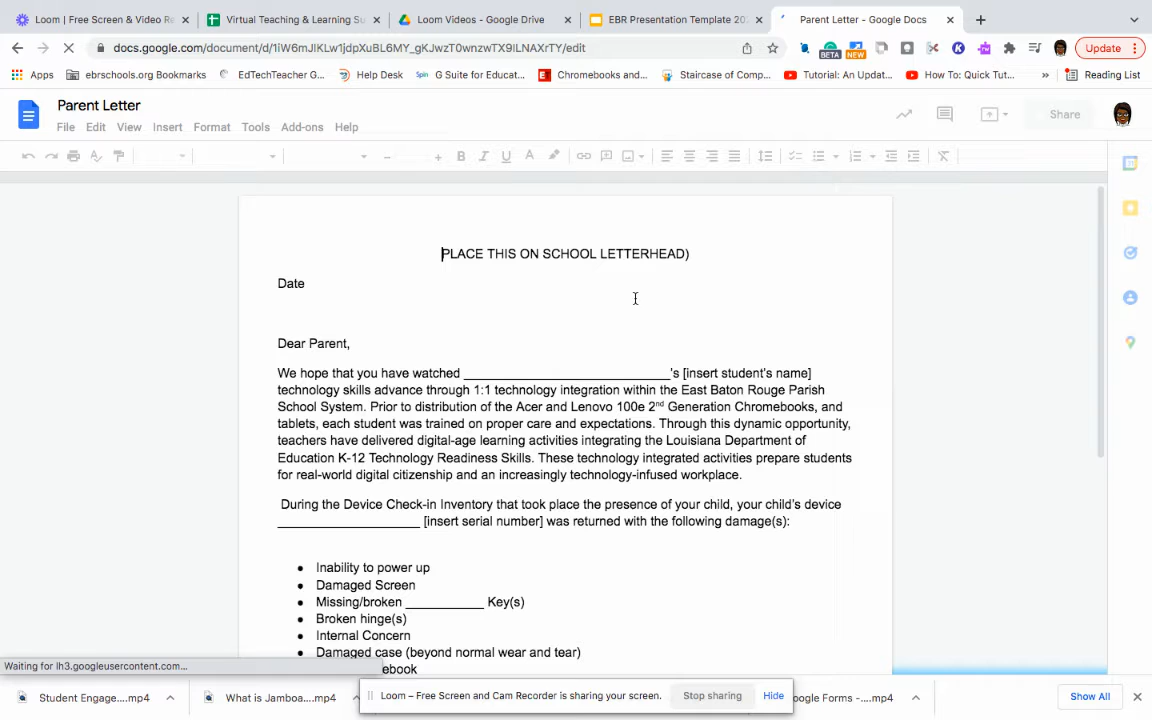 Loom | Free Screen & Video Re
Virtual Teaching & Learning Su
Loom Videos - Google Drive
EBR Presentation Template 202
Parent Letter - Google Docs
docs.google.com/document/d/1iW6mJIKLw1jdpXuBL6MY_gKJwzT0wnzwTX9ILNAXrTY/edit
BETA
NEW
Update
Apps
ebrschools.org Bookmarks
EdTechTeacher G...
Help Desk
G Suite for Educat...
Chromebooks and...
Staircase of Comp...
Tutorial: An Updat...
How To: Quick Tut...
»
Reading List
Parent Letter
File Edit View Insert Format Tools Add-ons Help
Share
PLACE THIS ON SCHOOL LETTERHEAD)
Date
Dear Parent,
We hope that you have watched ____________________________'s [insert student's name]
technology skills advance through 1:1 technology integration within the East Baton Rouge Parish
School System. Prior to distribution of the Acer and Lenovo 100e 2nd Generation Chromebooks, and
tablets, each student was trained on proper care and expectations. Through this dynamic opportunity,
teachers have delivered digital-age learning activities integrating the Louisiana Department of
Education K-12 Technology Readiness Skills. These technology integrated activities prepare students
for real-world digital citizenship and an increasingly technology-infused workplace.
During the Device Check-in Inventory that took place the presence of your child, your child's device
___________________ [insert serial number] was returned with the following damage(s):
● Inability to power up
● Damaged Screen
● Missing/broken __________ Key(s)
● Broken hinge(s)
● Internal Concern
● Damaged case (beyond normal wear and tear)
ebook
Waiting for lh3.googleusercontent.com...
Student Engage....mp4
What is Jamboa....mp4
Loom – Free Screen and Cam Recorder is sharing your screen.
Stop sharing
Hide
oogle Forms -....mp4
Show All